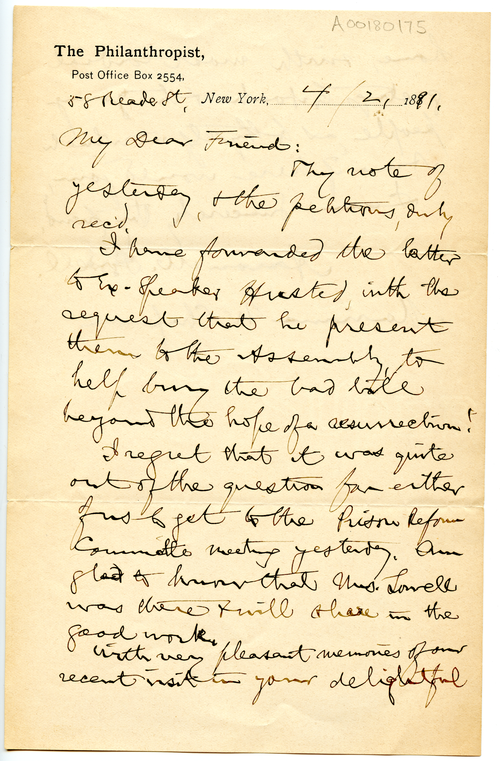 A00180175
The Philanthropist,
Post Office Box 2554,
58 Reade St, New York, 4/2, 1891.
My Dear Friend:
Thy note of
yesterday, & the petitions, duly
rec'd.
I have forwarded the latter
to Ex-Speaker Husted, with the
request that he present
them to the Assembly, to
help bury the bad bill
beyond the hope of a resurrection!
I regret that it was quite
out of the question for either
of us to get to the Prison Reform
Committe meeting yesterday. Am
glad to know that Mrs. Lowell
was there & will share in the
good work.
With very pleasant memories of our
recent visit in your delightful